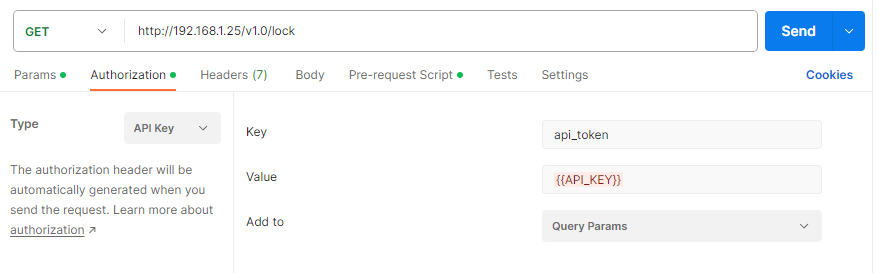 GET http://192.168.1.25/v1.0/lock Send
Params Authorization Headers (7) Body Pre-request Script Tests Settings Cookies
Type API Key
The authorization header will be
automatically generated when you
send the request. Learn more about
authorization ↗
Key api_token
Value {{API_KEY}}
Add to Query Params